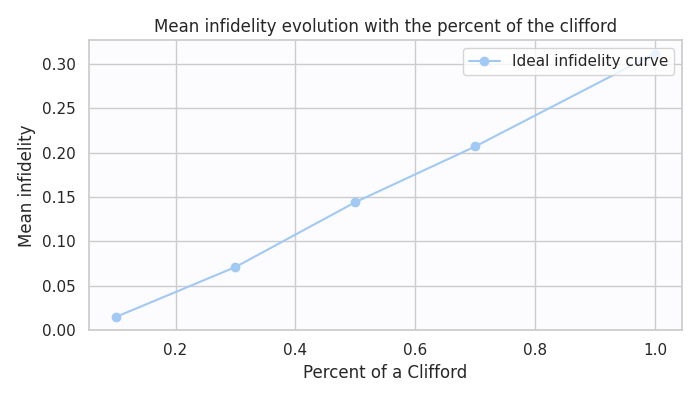 Mean infidelity evolution with the percent of the clifford
Ideal infidelity curve
Mean infidelity
0.30
0.25
0.20
0.15
0.10
0.05
0.00
0.2 0.4 0.6 0.8 1.0
Percent of a Clifford